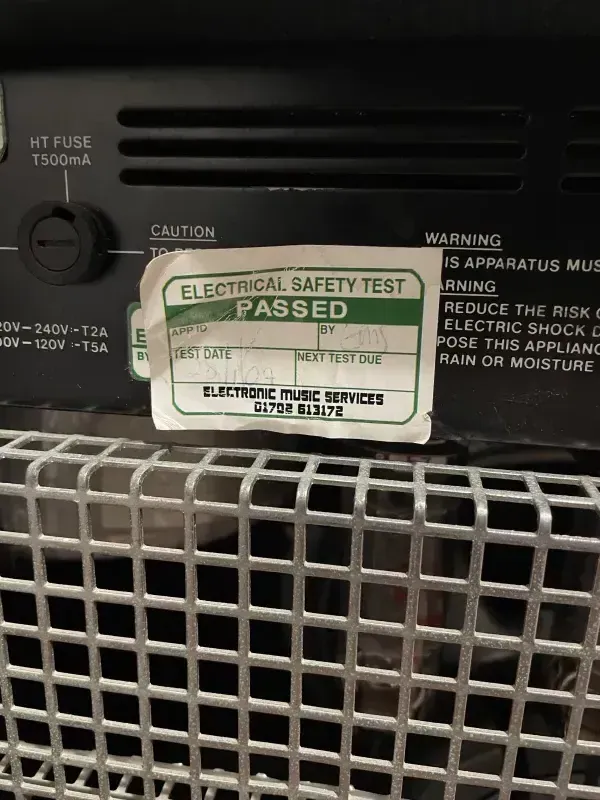 HT FUSE
T500mA
CAUTION
WARNING
IS APPARATUS MUS
ARNING
REDUCE THE RISK O
ELECTRIC SHOCK D
POSE THIS APPLIANC
RAIN OR MOISTURE
20V-240V:-T2A
00V-120V :-T5A
E
BY
ELECTRICAL SAFETY TEST
PASSED
APP ID
BY
TEST DATE
NEXT TEST DUE
ELECTRONIC MUSIC SERVICES
01702 613172